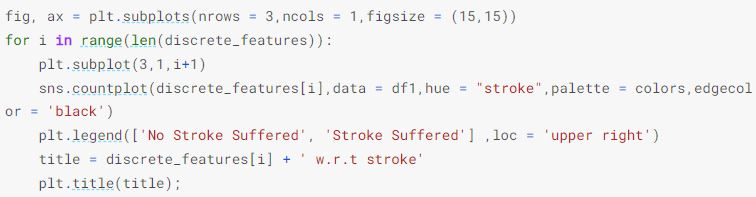 fig, ax = plt.subplots(nrows = 3,ncols = 1,figsize = (15,15))
for i in range(len(discrete_features)):
    plt.subplot(3,1,i+1)
    sns.countplot(discrete_features[i],data = df1,hue = "stroke",palette = colors,edgecol
or = 'black')
    plt.legend(['No Stroke Suffered', 'Stroke Suffered'] ,loc = 'upper right')
    title = discrete_features[i] + ' w.r.t stroke'
    plt.title(title);